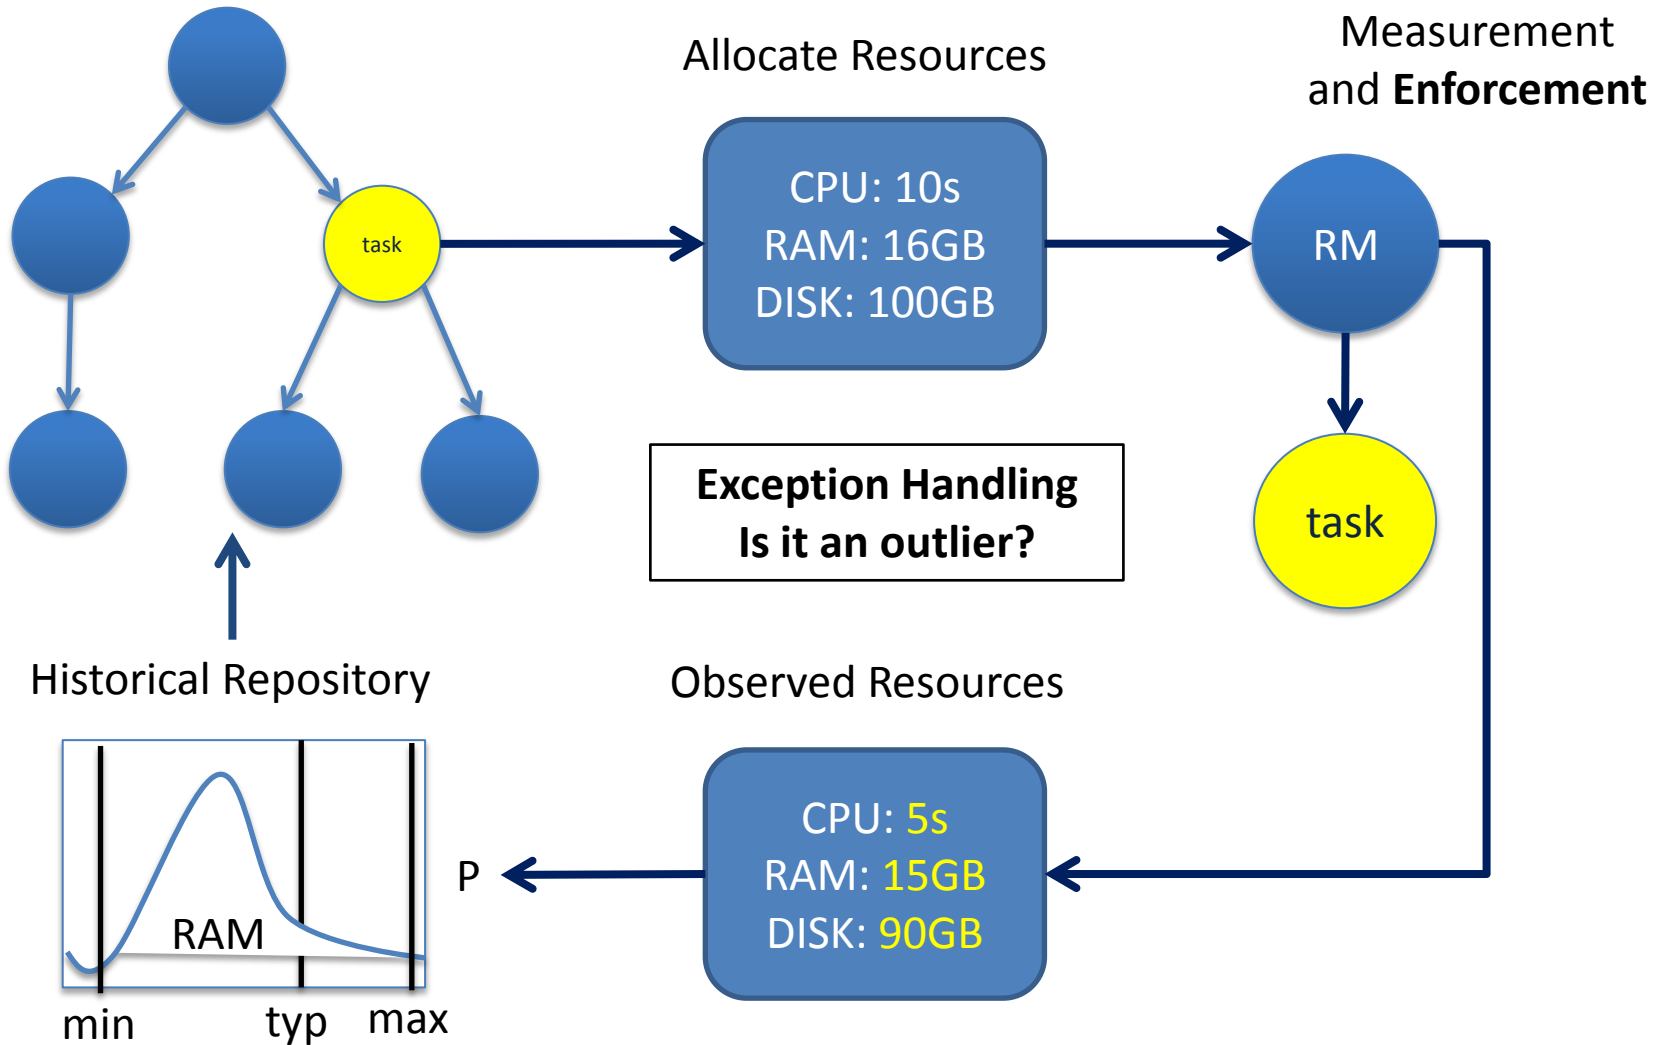 Allocate Resources
Measurement
and Enforcement
task
CPU: 10s
RAM: 16GB
DISK: 100GB
RM
Exception Handling
Is it an outlier?
task
Historical Repository
Observed Resources
CPU: 5s
RAM: 15GB
DISK: 90GB
P
RAM
min
typ
max